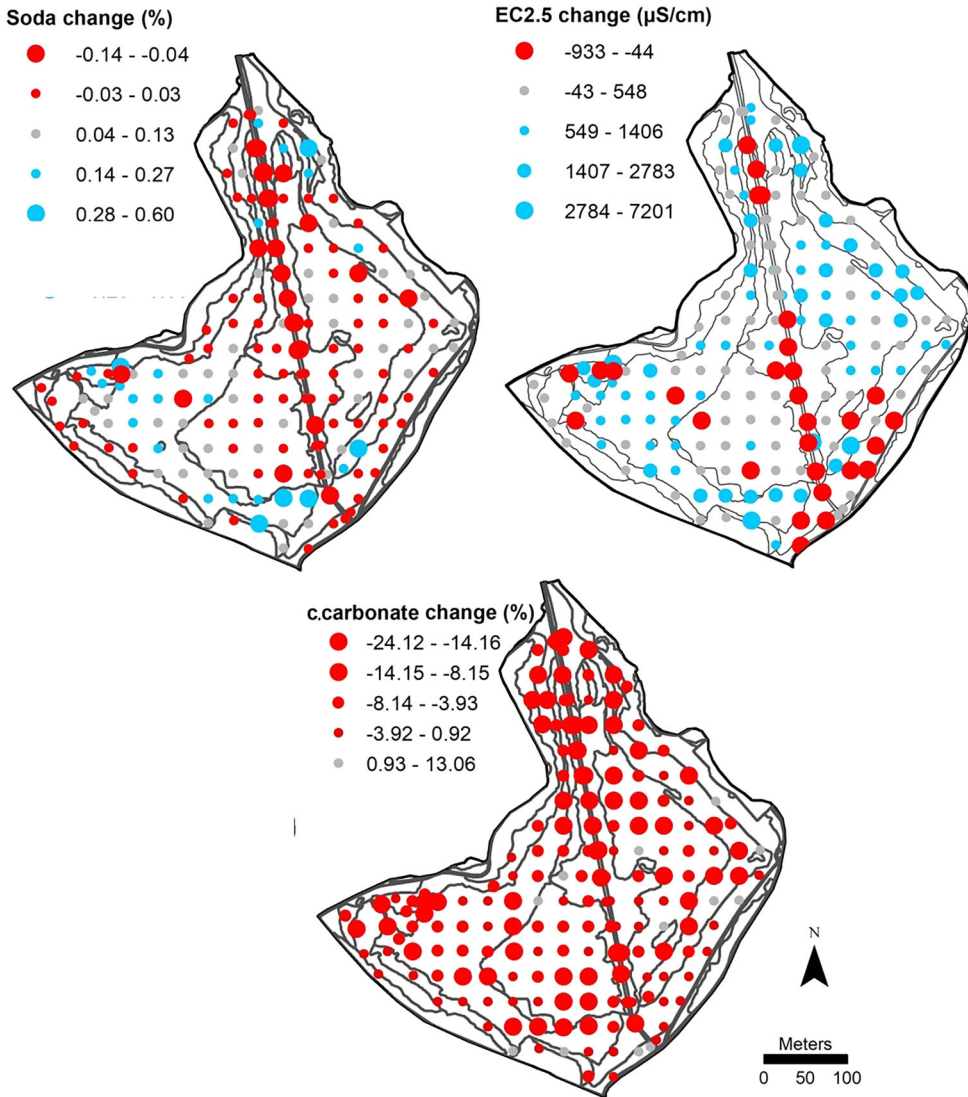 Soda change (%)
-0.14 - -0.04
-0.03 - 0.03
0.04 - 0.13
0.14 - 0.27
0.28 - 0.60
EC2.5 change (µS/cm)
-933 - -44
-43 - 548
549 - 1406
1407 - 2783
2784 - 7201
c.carbonate change (%)
-24.12 - -14.16
-14.15 - -8.15
-8.14 - -3.93
-3.92 - 0.92
0.93 - 13.06
N
Meters
0 50 100